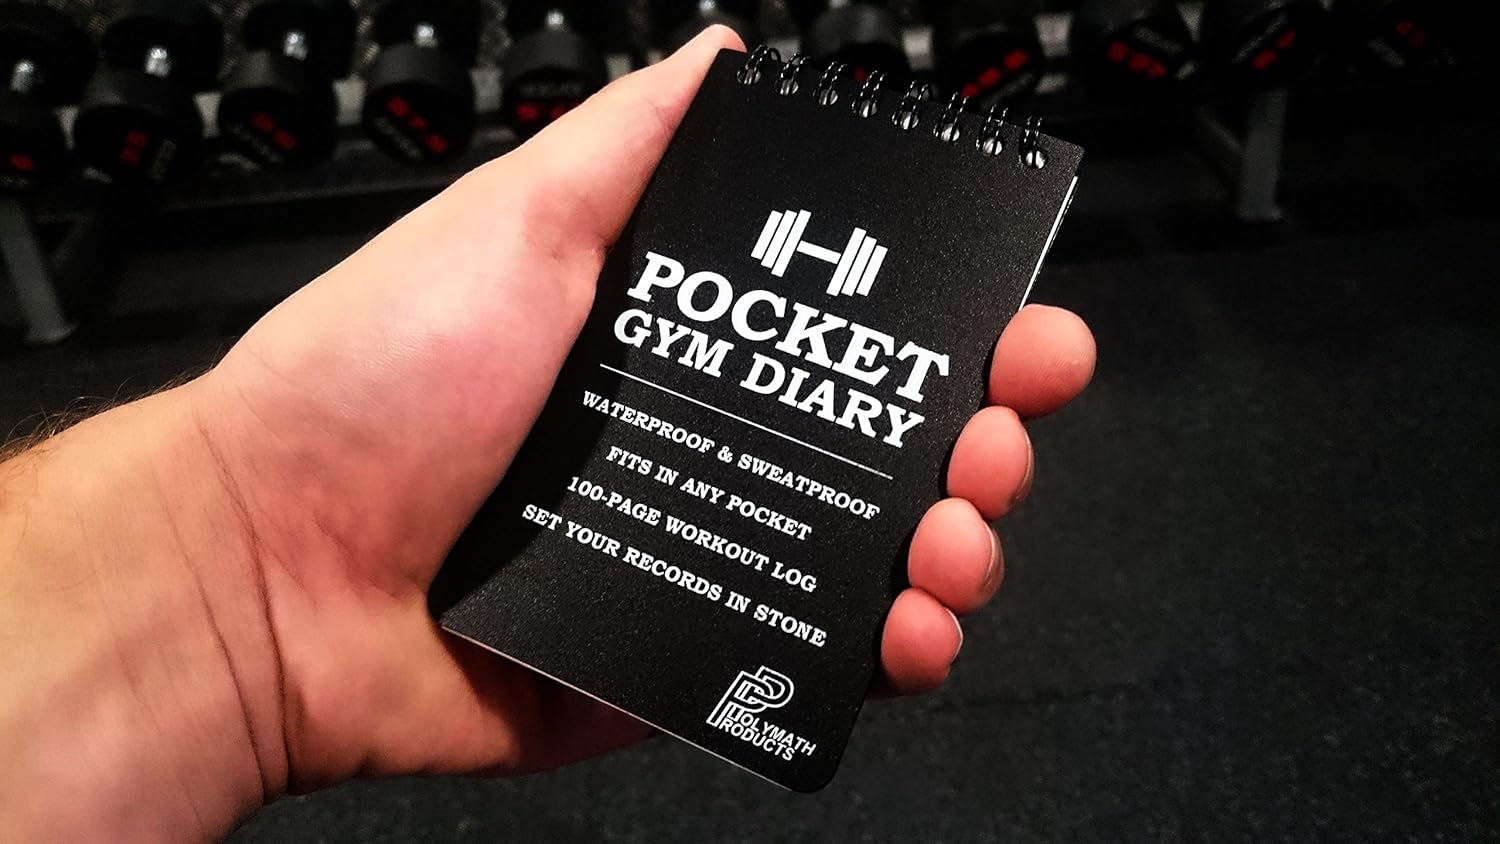 POCKET
GYM DIARY
WATERPROOF & SWEATPROOF
FITS IN ANY POCKET
100-PAGE WORKOUT LOG
SET YOUR RECORDS IN STONE
POLYMATH
PRODUCTS